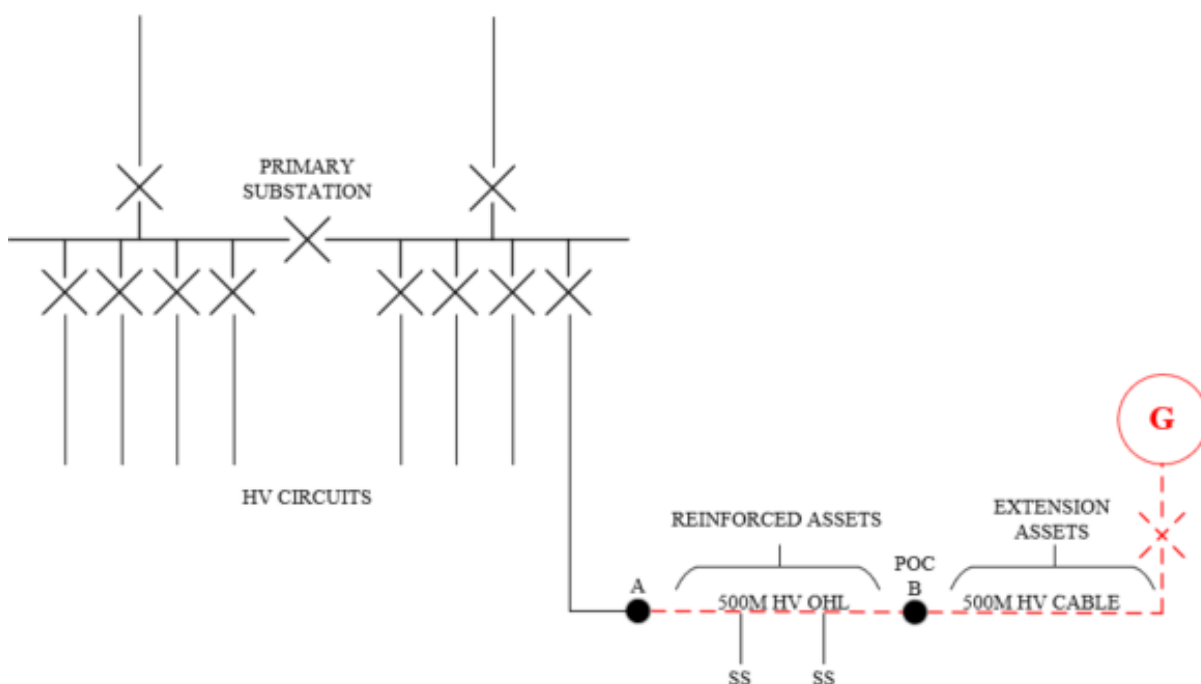 PRIMARY
SUBSTATION
HV CIRCUITS
G
REINFORCED ASSETS
EXTENSION
ASSETS
POC
A
B
500M HV OHL
500M HV CABLE
SS
SS